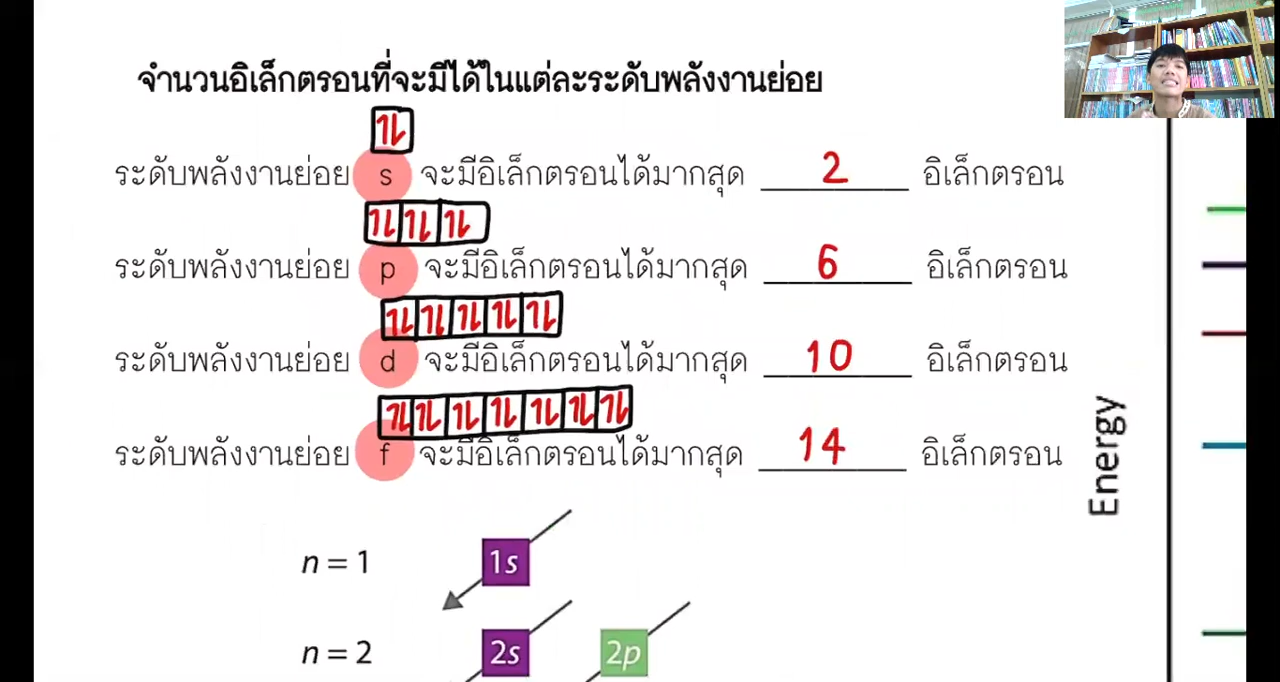 จำนวนอิเล็กตรอนที่จะมีได้ในแต่ละระดับพลังงานย่อย
ระดับพลังงานย่อย s จะมีอิเล็กตรอนได้มากสุด 2 อิเล็กตรอน
ระดับพลังงานย่อย p จะมีอิเล็กตรอนได้มากสุด 6 อิเล็กตรอน
ระดับพลังงานย่อย d จะมีอิเล็กตรอนได้มากสุด 10 อิเล็กตรอน
ระดับพลังงานย่อย f จะมีอิเล็กตรอนได้มากสุด 14 อิเล็กตรอน
Energy
n = 1 1s
n = 2 2s 2p